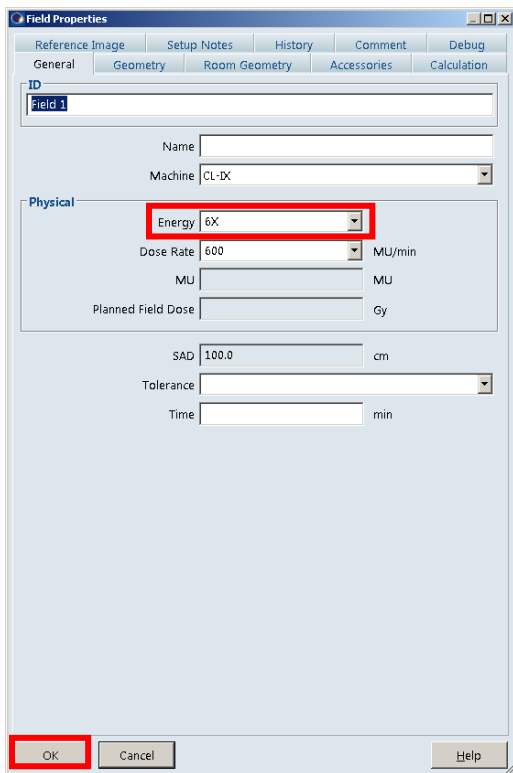 Field Properties
Reference Image Setup Notes History Comment Debug
General Geometry Room Geometry Accessories Calculation
ID
Field 1
Name
Machine CL-IX
Physical
Energy 6X
Dose Rate 600 MU/min
MU MU
Planned Field Dose Gy
SAD 100.0 cm
Tolerance
Time min
OK Cancel Help